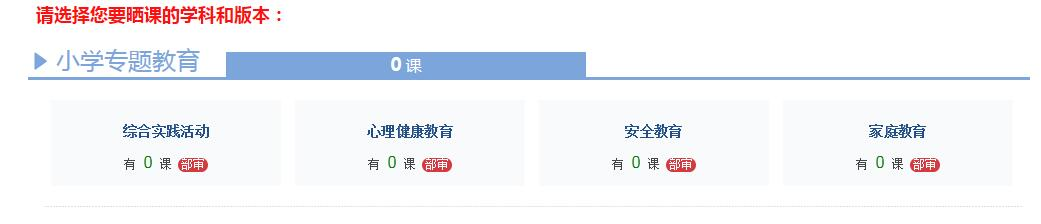 请选择您要晒课的学科和版本：
小学专题教育 0 课
综合实践活动 心理健康教育 安全教育 家庭教育
有 0 课 部审 有 0 课 部审 有 0 课 部审 有 0 课 部审